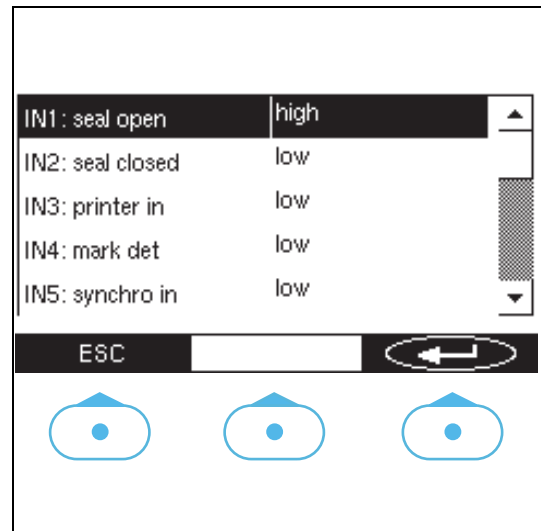 IN1: seal open high
IN2: seal closed low
IN3: printer in low
IN4: mark det low
IN5: synchro in low
ESC